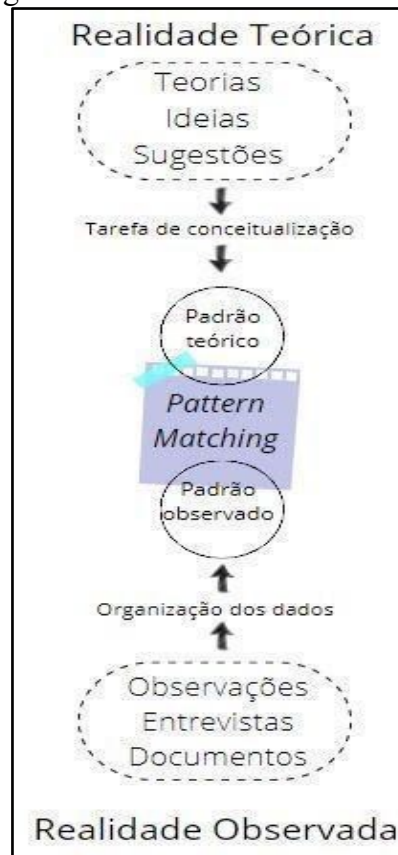 Realidade Teórica
Teorias
Ideias
Sugestões
Tarefa de conceitualização
Padrão
teórico
Pattern
Matching
Padrão
observado
Organização dos dados
Observações
Entrevistas
Documentos
Realidade Observada